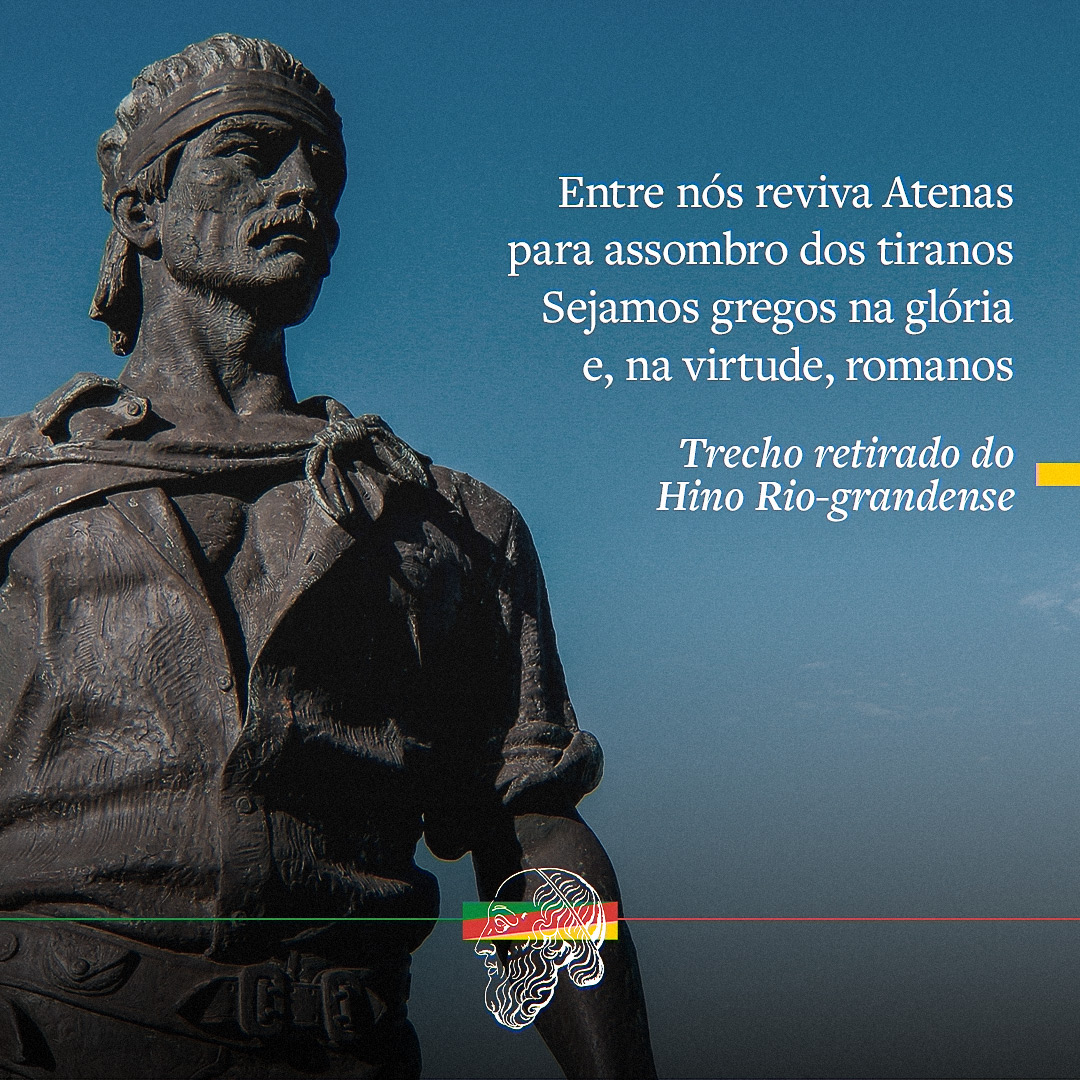 Entre nós reviva Atenas
para assombro dos tiranos
Sejamos gregos na glória
e, na virtude, romanos
Trecho retirado do
Hino Rio-grandense